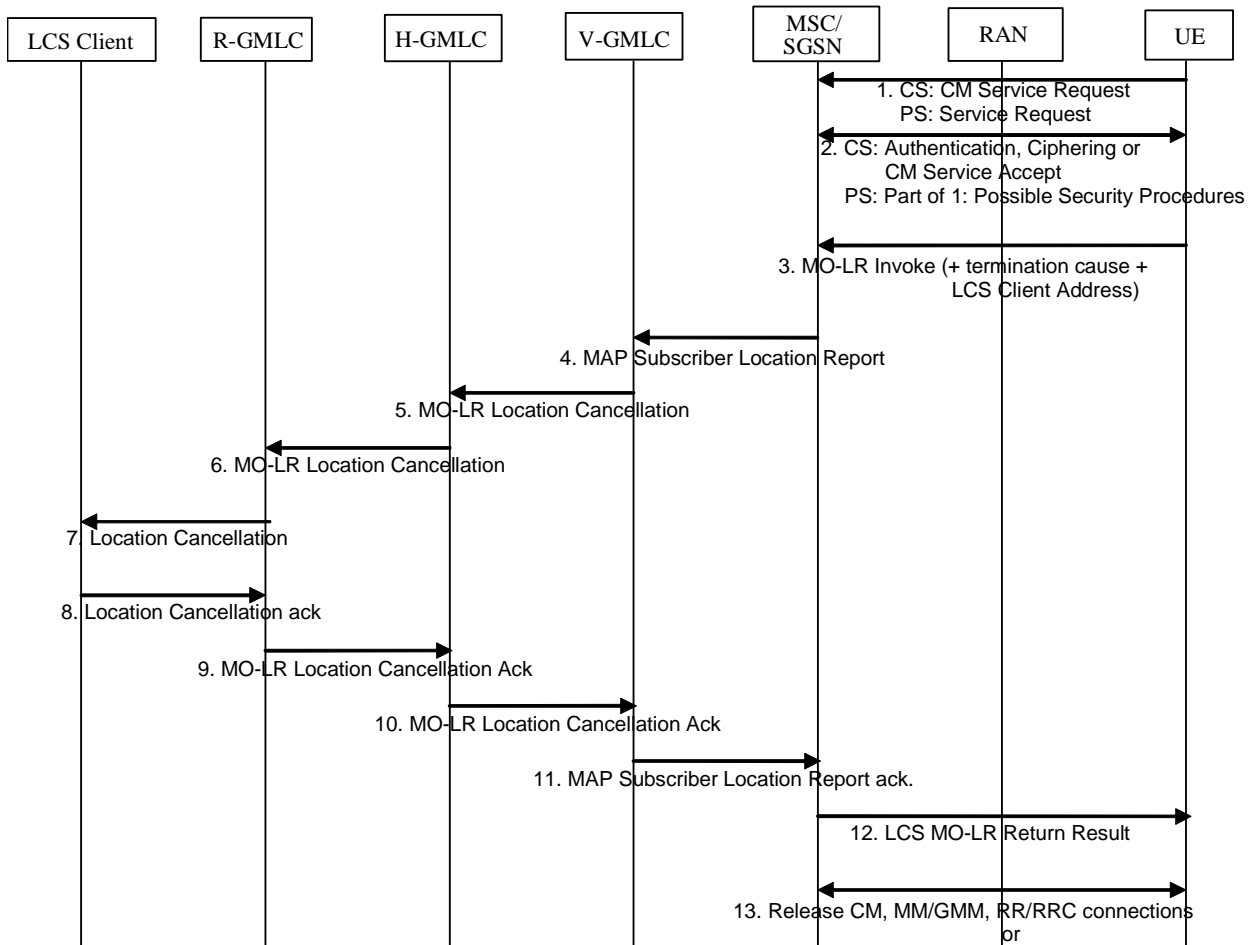 LCS Client
R-GMLC
H-GMLC
V-GMLC
MSC/
SGSN
RAN
UE
1. CS: CM Service Request
PS: Service Request
2. CS: Authentication, Ciphering or
CM Service Accept
PS: Part of 1: Possible Security Procedures
3. MO-LR Invoke (+ termination cause +
LCS Client Address)
4. MAP Subscriber Location Report
5. MO-LR Location Cancellation
6. MO-LR Location Cancellation
7. Location Cancellation
8. Location Cancellation ack
9. MO-LR Location Cancellation Ack
10. MO-LR Location Cancellation Ack
11. MAP Subscriber Location Report ack.
12. LCS MO-LR Return Result
13. Release CM, MM/GMM, RR/RRC connections
or